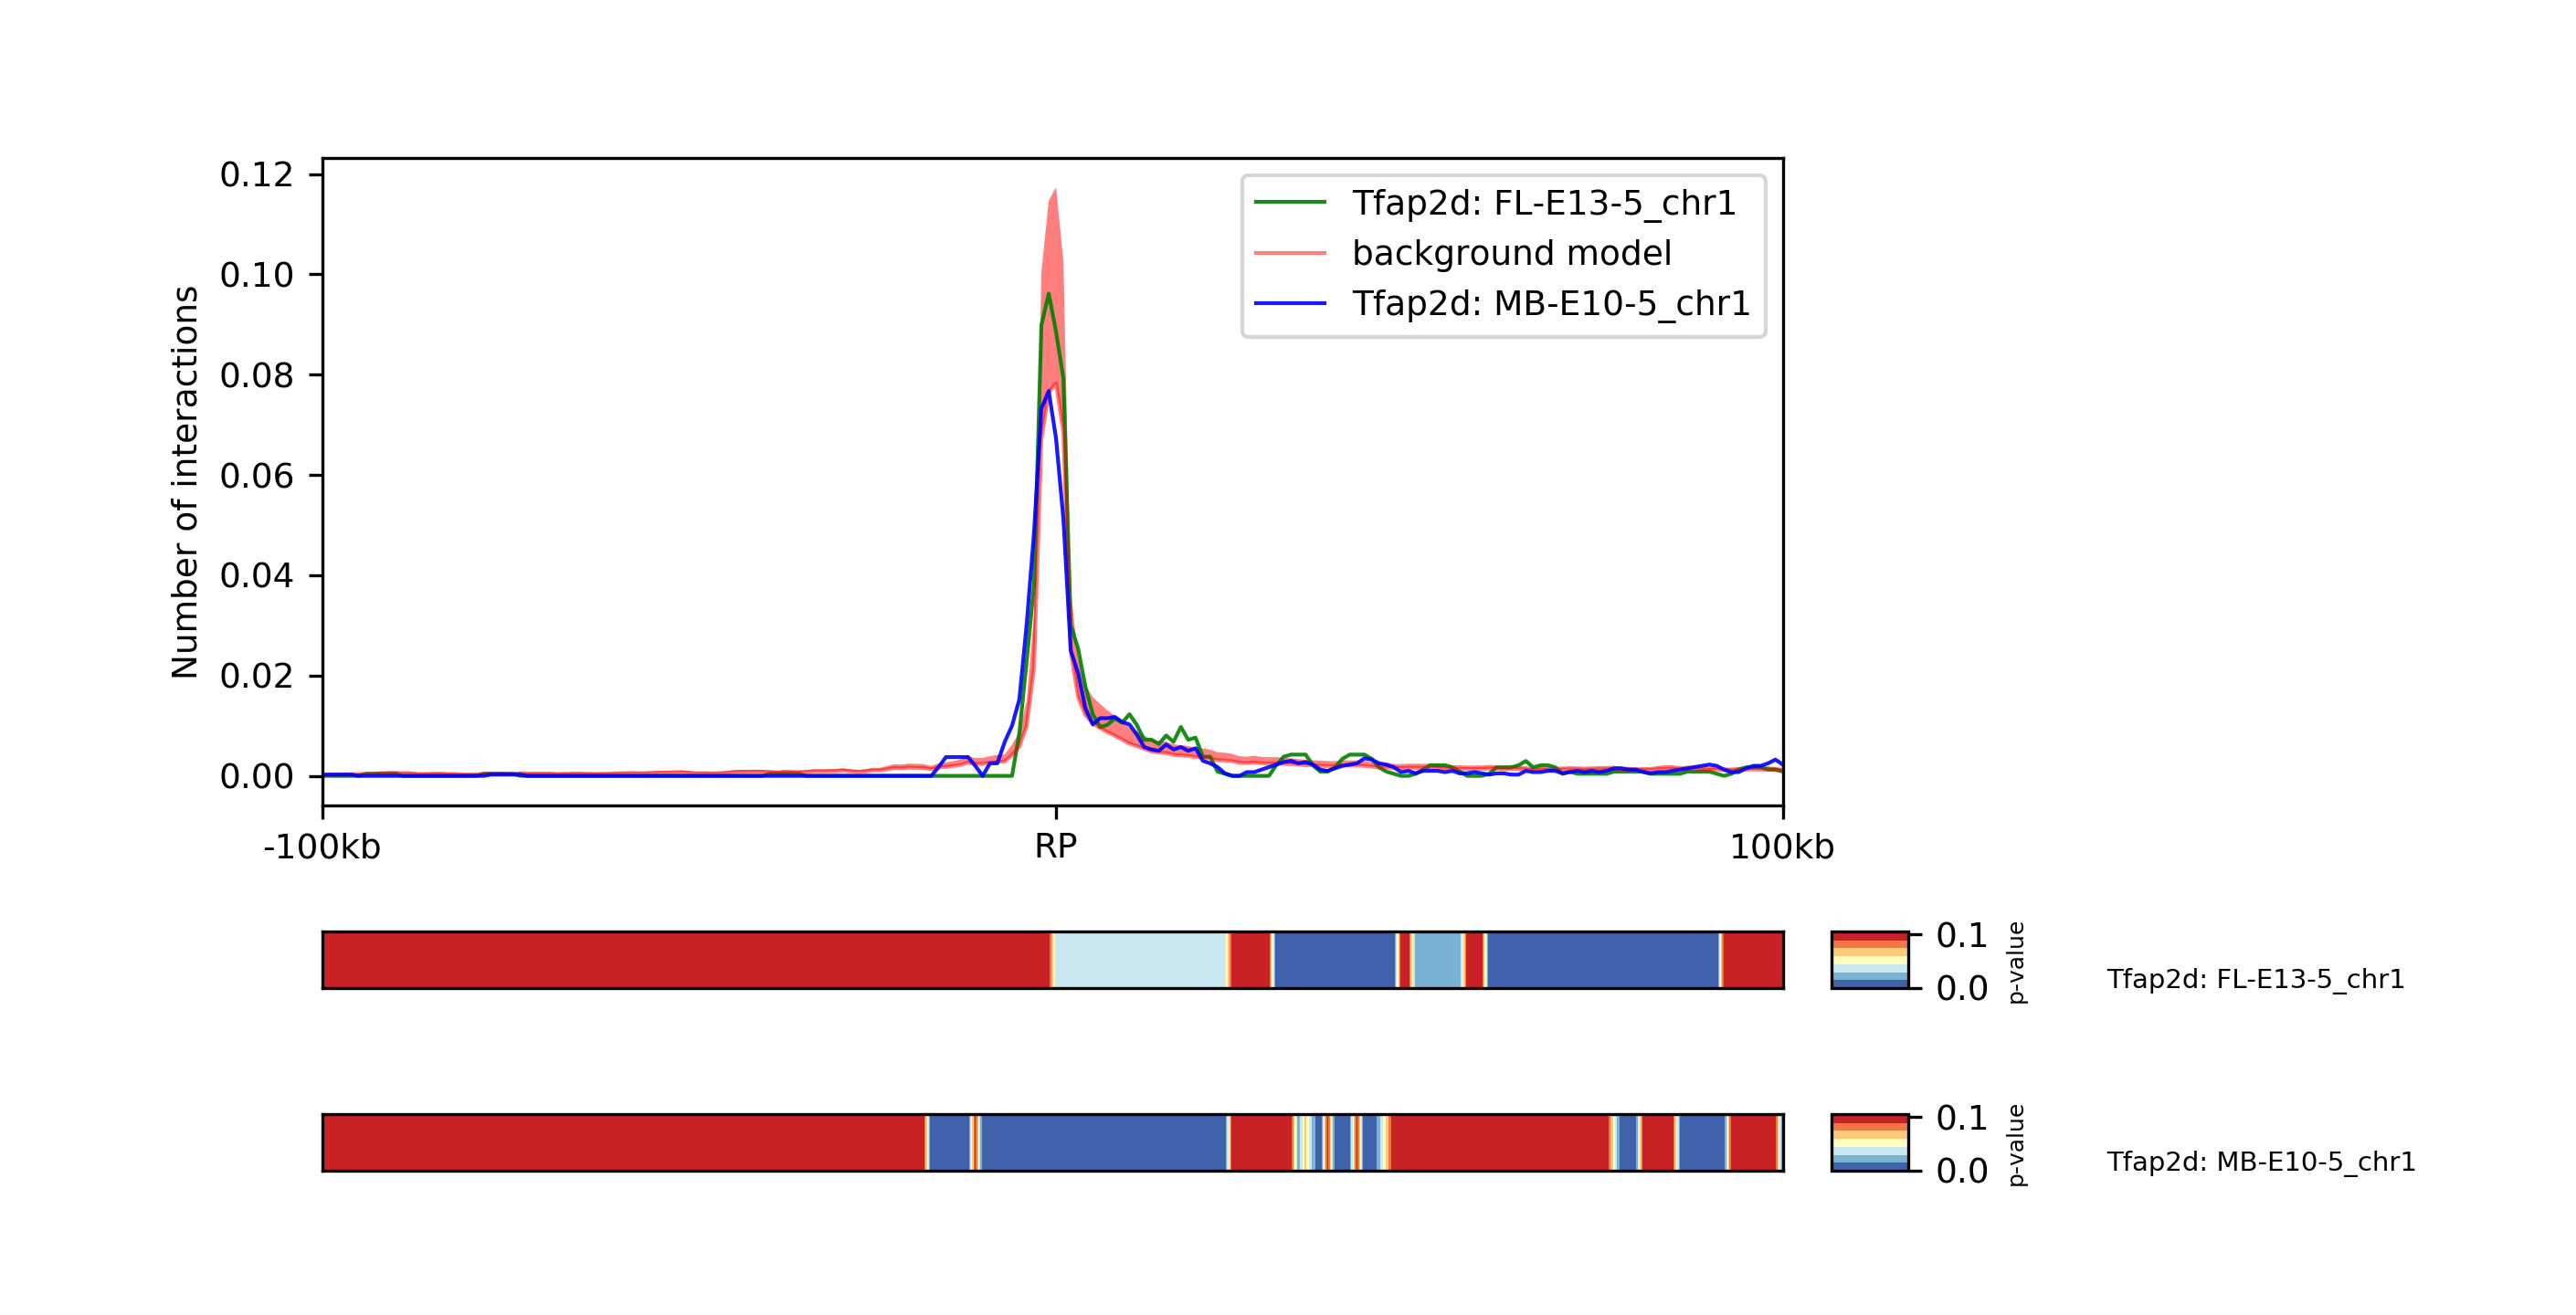 0.12
0.10
0.08
0.06
0.04
0.02
0.00
Number of interactions
Tfap2d: FL-E13-5_chr1
background model
Tfap2d: MB-E10-5_chr1
-100kb
RP
100kb
0.1
0.0
p-value
Tfap2d: FL-E13-5_chr1
0.1
0.0
p-value
Tfap2d: MB-E10-5_chr1